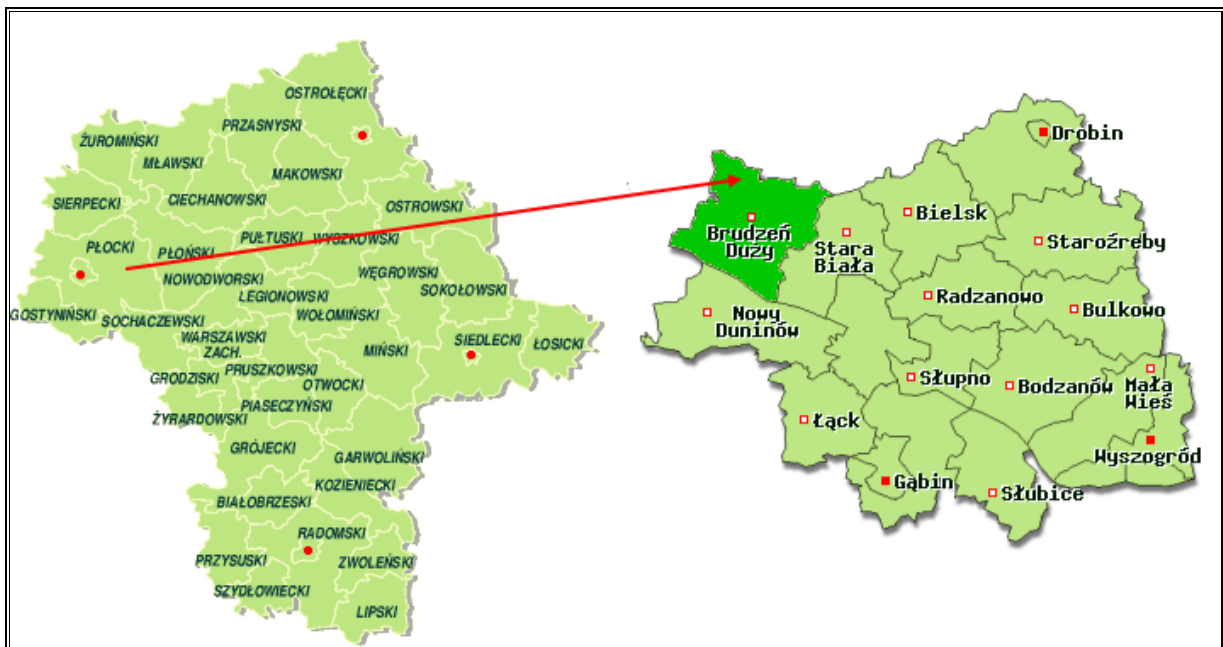 OSTROŁĘCKI
PRZASNYSKI
ŻUROMIŃSKI
MŁAWSKI
MAKOWSKI
CIECHANOWSKI
SIERPECKI
OSTROWSKI
PŁOCKI
PŁOŃSKI
PUŁTUSKI
WYSZKOWSKI
NOWODWORSKI
WĘGROWSKI
SOKOŁOWSKI
LEGIONOWSKI
GOSTYNIŃSKI
SOCHACZEWSKI
WOŁOMIŃSKI
WARSZAWSKI
ZACH.
MIŃSKI
SIEDLECKI
ŁOSICKI
GRODZISKI
PRUSZKOWSKI
OTWOCKI
PIASECZYŃSKI
ŻYRARDOWSKI
GRÓJECKI
GARWOLIŃSKI
KOZIENIECKI
BIAŁOBRZESKI
RADOMSKI
PRZYSUSKI
ZWOLEŃSKI
SZYDŁOWIECKI
LIPSKI
Drobin
Bielsk
Brudzeń
Duży
Stara
Biała
Staroźreby
Radzanowo
Bulkowo
Nowy
Duninów
Słupno
Bodzanów
Mała
Wieś
Łąck
Wyszogród
Gąbin
Słubice